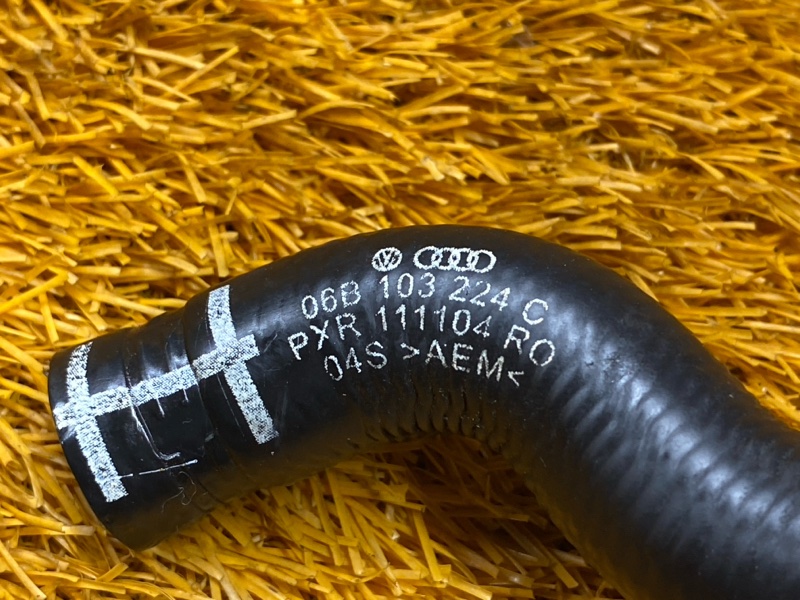 06B 103 224 C
PXR 111104 RO
04S >AEM<